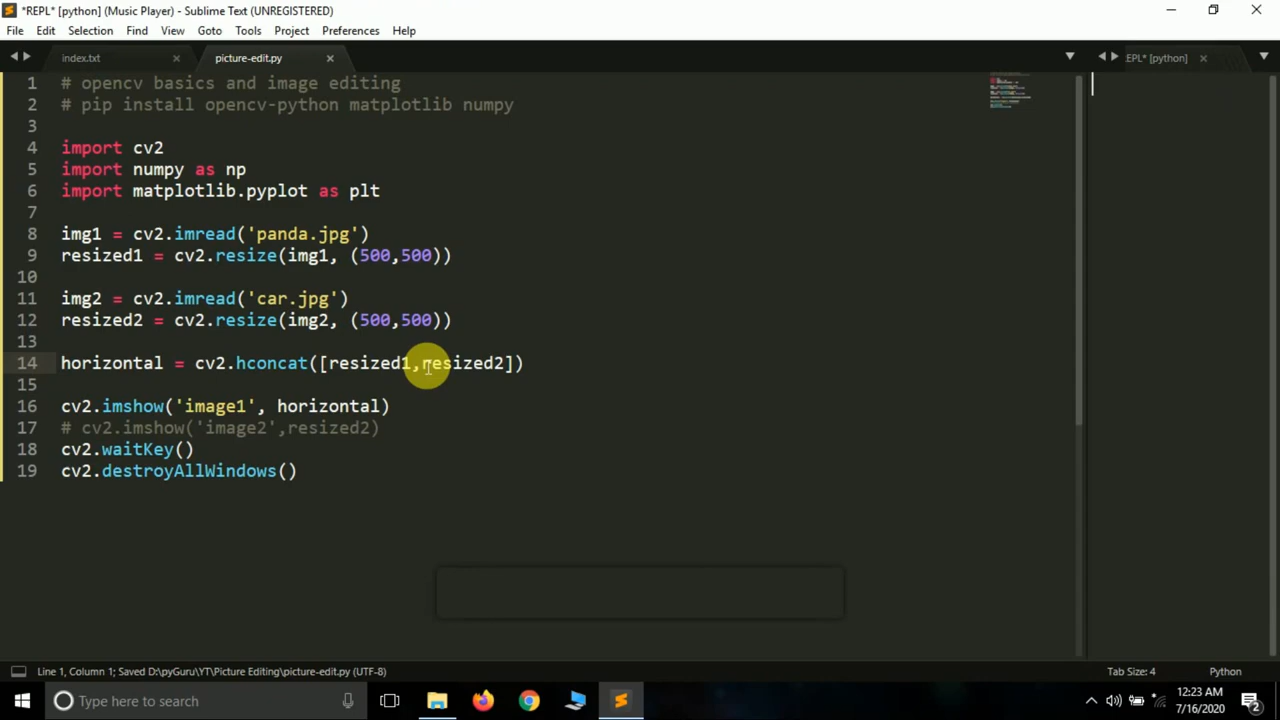 *REPL* [python] (Music Player) - Sublime Text (UNREGISTERED)
File Edit Selection Find View Goto Tools Project Preferences Help
index.txt picture-edit.py EPL* [python]
1 # opencv basics and image editing
2 # pip install opencv-python matplotlib numpy
3
4 import cv2
5 import numpy as np
6 import matplotlib.pyplot as plt
7
8 img1 = cv2.imread('panda.jpg')
9 resized1 = cv2.resize(img1, (500,500))
10
11 img2 = cv2.imread('car.jpg')
12 resized2 = cv2.resize(img2, (500,500))
13
14 horizontal = cv2.hconcat([resized1,resized2])
15
16 cv2.imshow('image1', horizontal)
17 # cv2.imshow('image2',resized2)
18 cv2.waitKey()
19 cv2.destroyAllWindows()
Line 1, Column 1; Saved D:\pyGuru\YT\Picture Editing\picture-edit.py (UTF-8) Tab Size: 4 Python
Type here to search
12:23 AM
7/16/2020
2